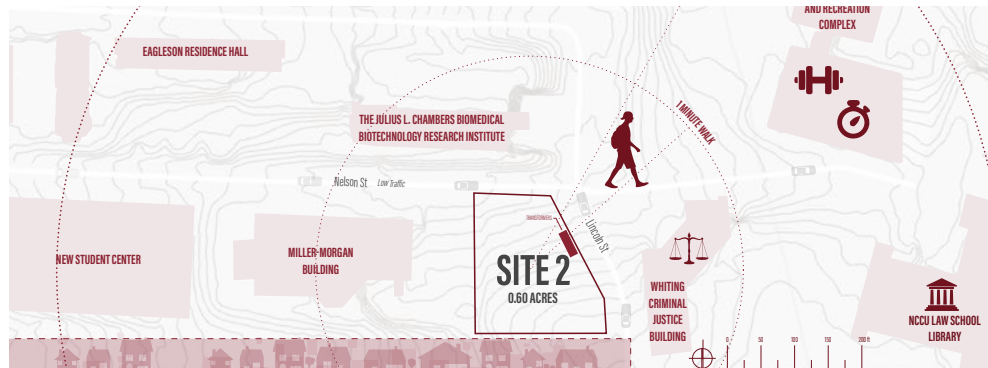 AND RECREATION
COMPLEX
EAGLESON RESIDENCE HALL
THE JULIUS L. CHAMBERS BIOMEDICAL
BIOTECHNOLOGY RESEARCH INSTITUTE
1 MINUTE WALK
Nelson St Low Traffic
TRANSFORMERS
Lincoln St
NEW STUDENT CENTER
MILLER-MORGAN
BUILDING
SITE 2
0.60 ACRES
WHITING
CRIMINAL
JUSTICE
BUILDING
NCCU LAW SCHOOL
LIBRARY
0 50 100 150 200 ft